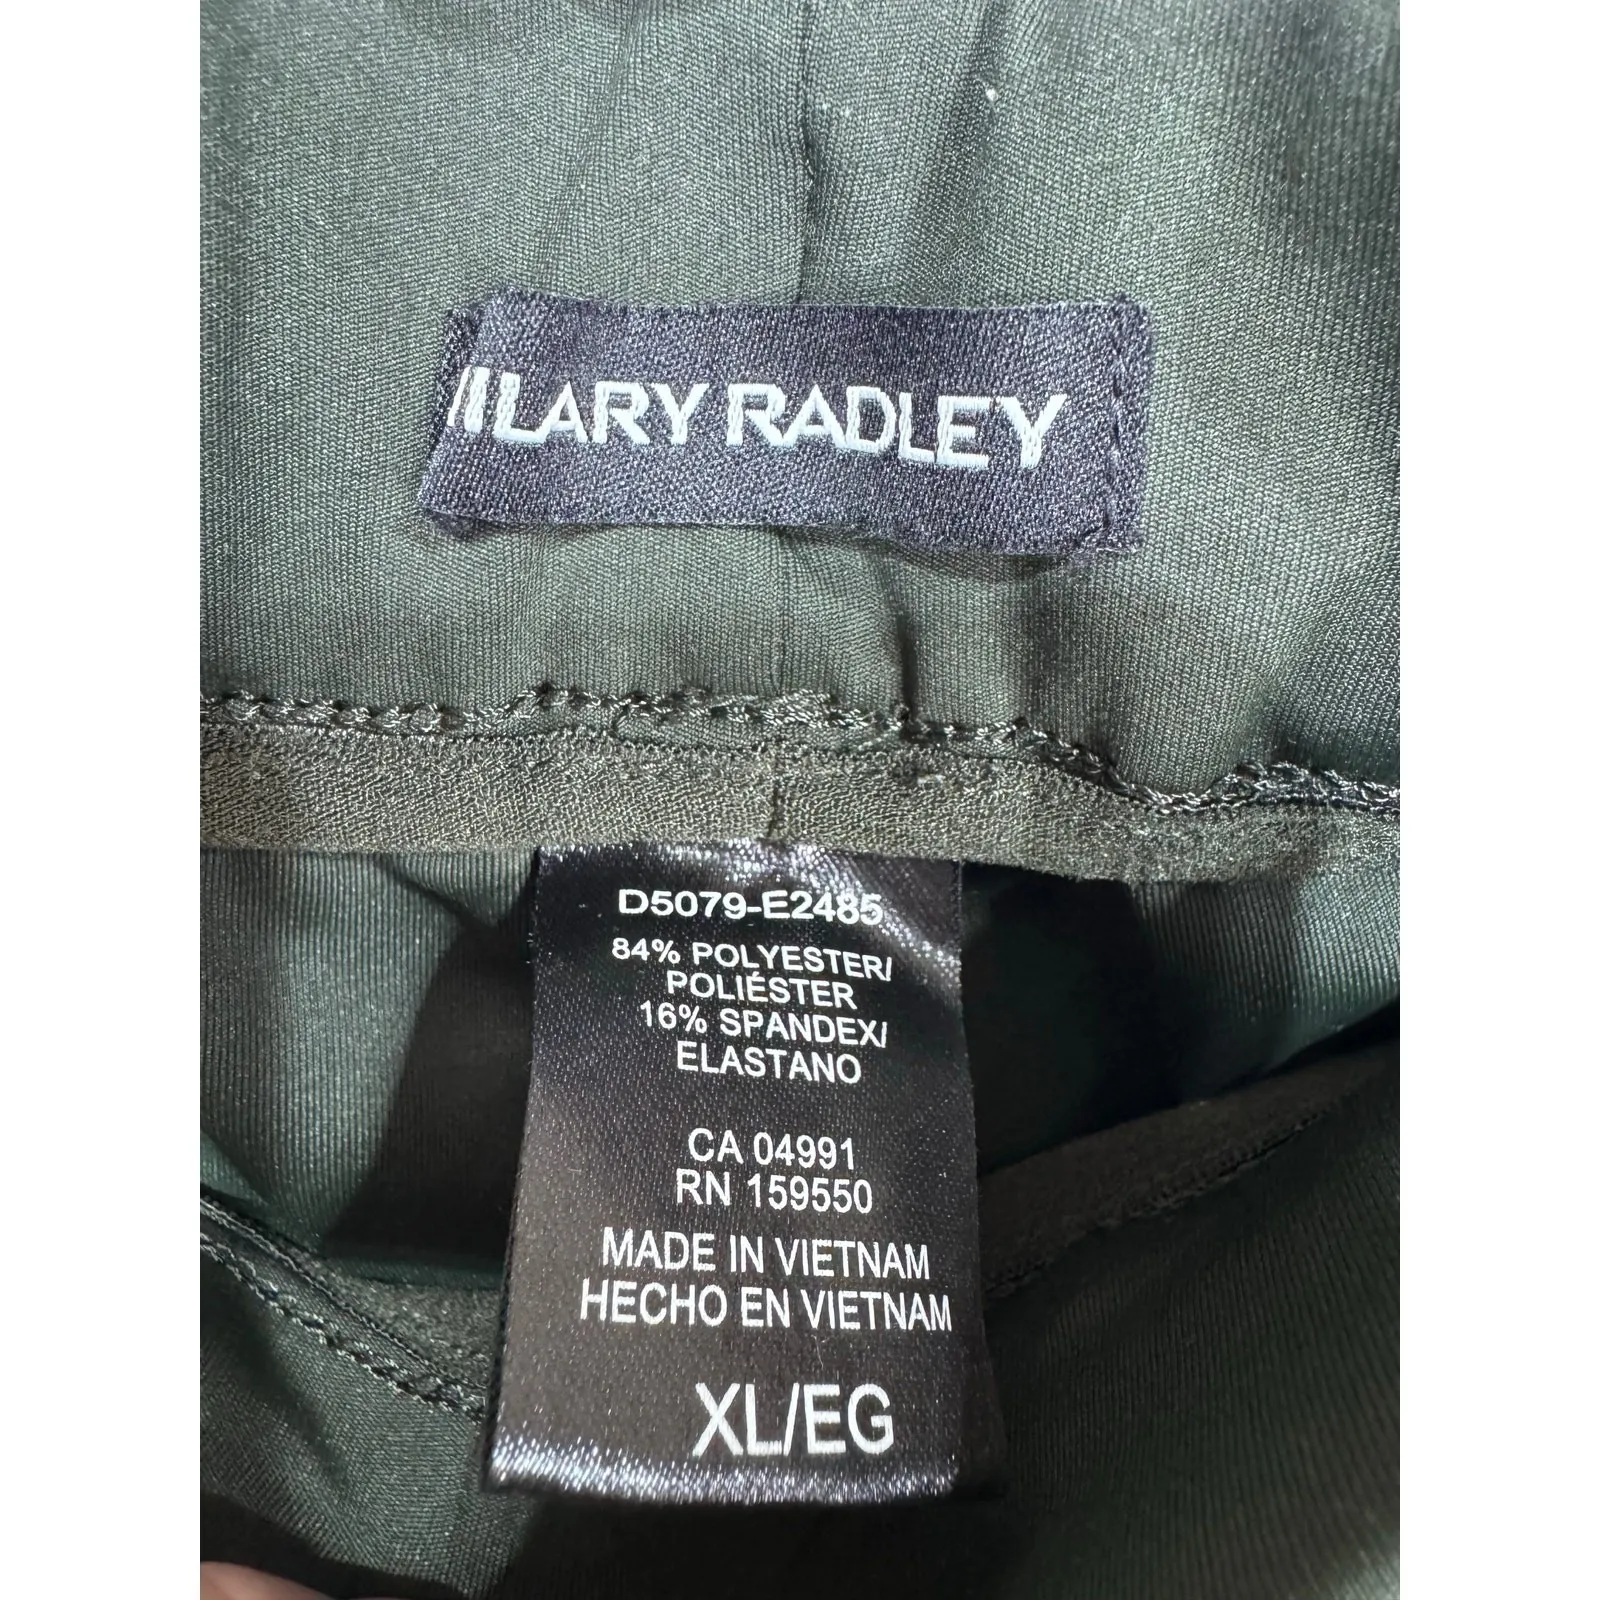 HILARY RADLEY
D5079-E2485
84% POLYESTER/
POLIÉSTER
16% SPANDEX/
ELASTANO
CA 04991
RN 159550
MADE IN VIETNAM
HECHO EN VIETNAM
XL/EG